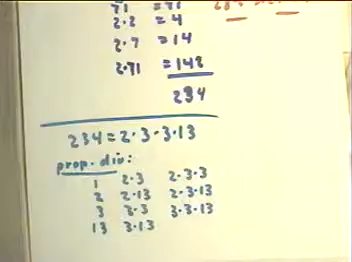 71 = 71
2·2 = 4
2·7 = 14
2·71 = 142
234
234 = 2·3·3·13
prop. div:
1 2·3 2·3·3
2 2·13 2·3·13
3 3·3 3·3·13
13 3·13